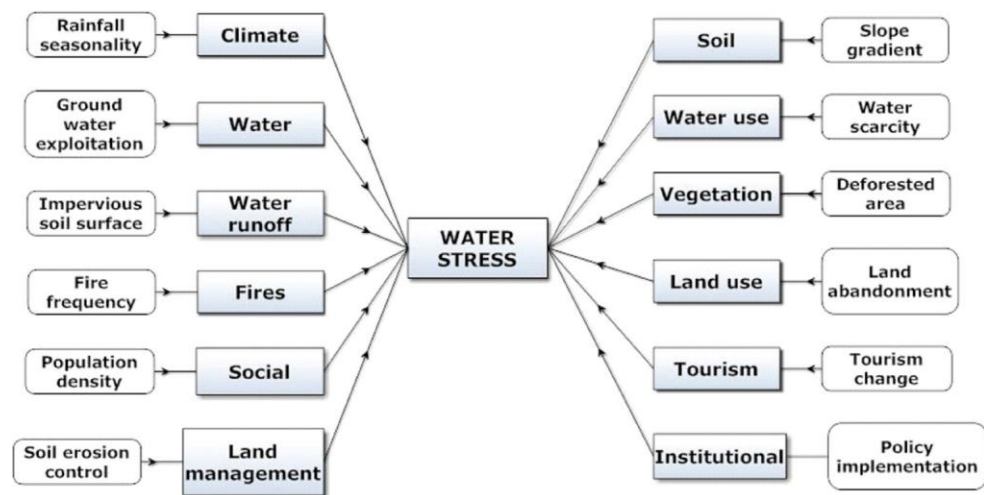 Rainfall
seasonality
Climate
Ground
water
exploitation
Water
Impervious
soil surface
Water
runoff
Fire
frequency
Fires
Population
density
Social
Soil erosion
control
Land
management
WATER
STRESS
Soil
Slope
gradient
Water use
Water
scarcity
Vegetation
Deforested
area
Land use
Land
abandonment
Tourism
Tourism
change
Institutional
Policy
implementation